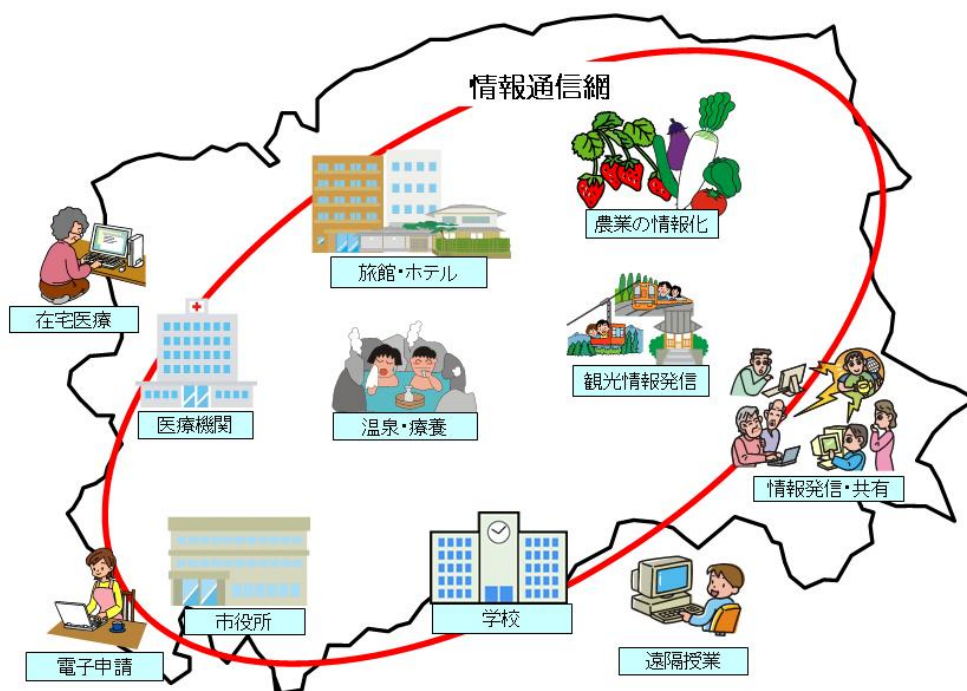 情報通信網
農業の情報化
旅館・ホテル
在宅医療
観光情報発信
医療機関
温泉・療養
情報発信・共有
市役所
学校
電子申請
遠隔授業